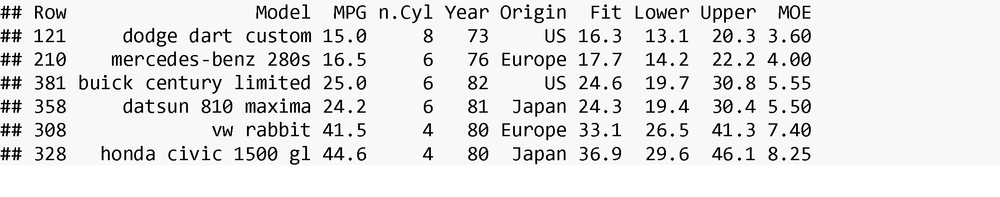 ## Row                 Model  MPG n.Cyl Year Origin  Fit Lower Upper  MOE
## 121     dodge dart custom 15.0     8   73     US 16.3  13.1  20.3 3.60
## 210    mercedes-benz 280s 16.5     6   76 Europe 17.7  14.2  22.2 4.00
## 381 buick century limited 25.0     6   82     US 24.6  19.7  30.8 5.55
## 358     datsun 810 maxima 24.2     6   81  Japan 24.3  19.4  30.4 5.50
## 308             vw rabbit 41.5     4   80 Europe 33.1  26.5  41.3 7.40
## 328   honda civic 1500 gl 44.6     4   80  Japan 36.9  29.6  46.1 8.25